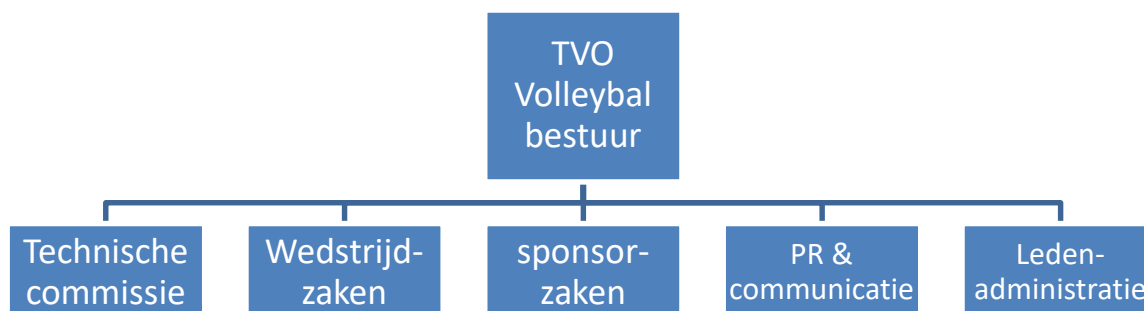 TVO
Volleybal
bestuur
Technische
commissie
Wedstrijd-
zaken
sponsor-
zaken
PR &
communicatie
Leden-
administratie